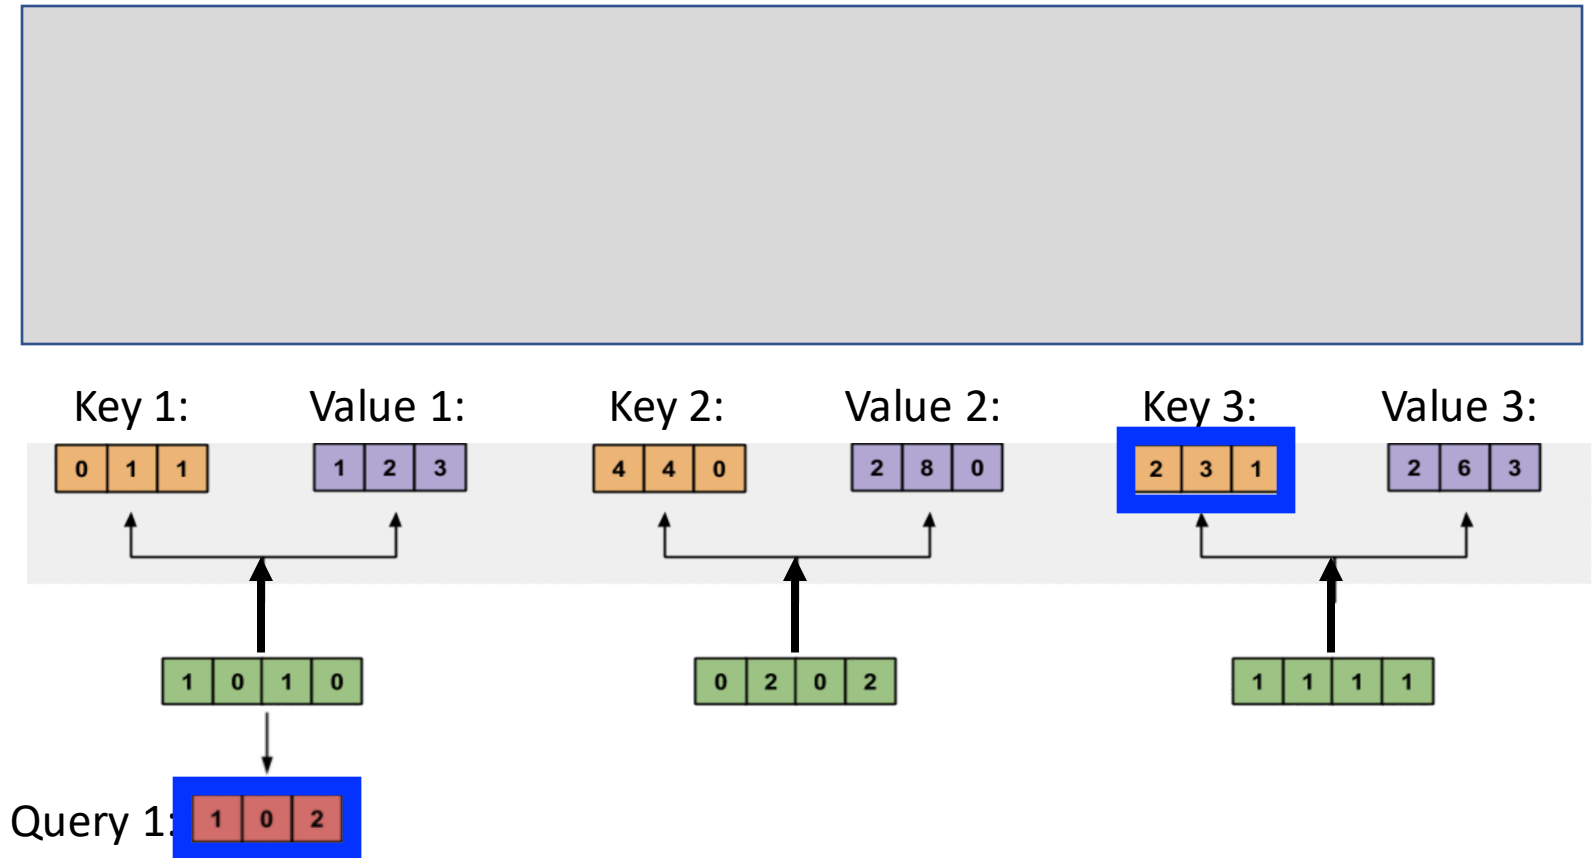 Key 1: Value 1: Key 2: Value 2: Key 3: Value 3:
0 1 1 1 2 3 4 4 0 2 8 0 2 3 1 2 6 3
1 0 1 0 0 2 0 2 1 1 1 1
Query 1: 1 0 2